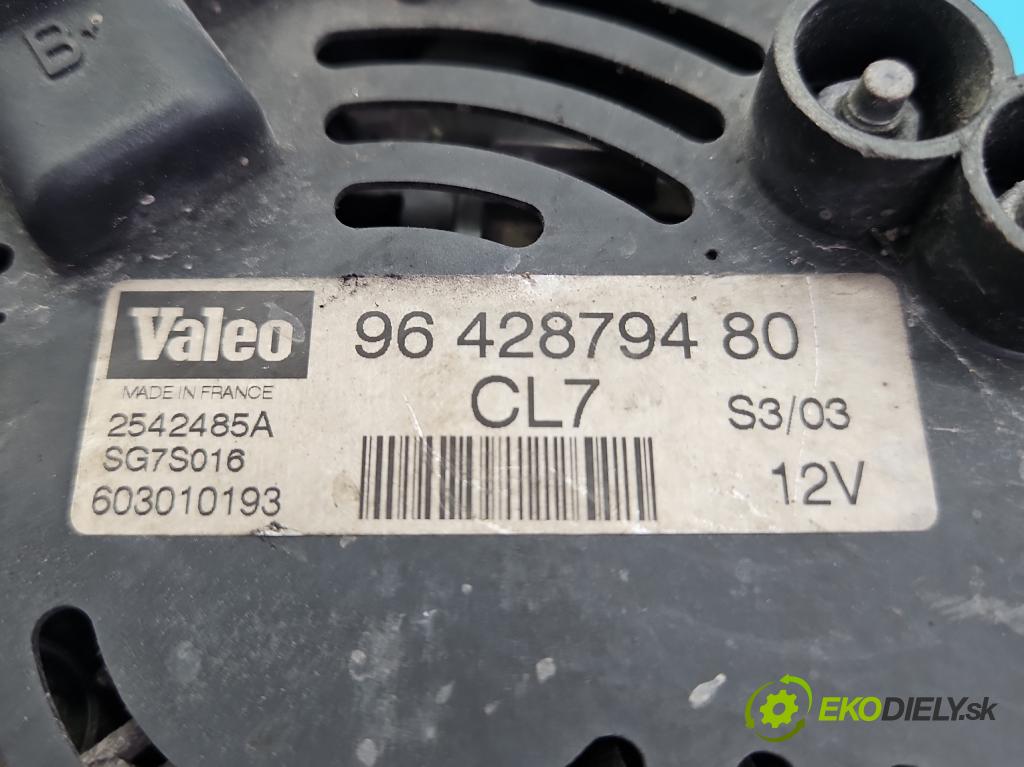 B+
Valeo
MADE IN FRANCE
2542485A
SG7S016
603010193
96 428794 80
CL7
S3/03
12V
EKODIELY.sk